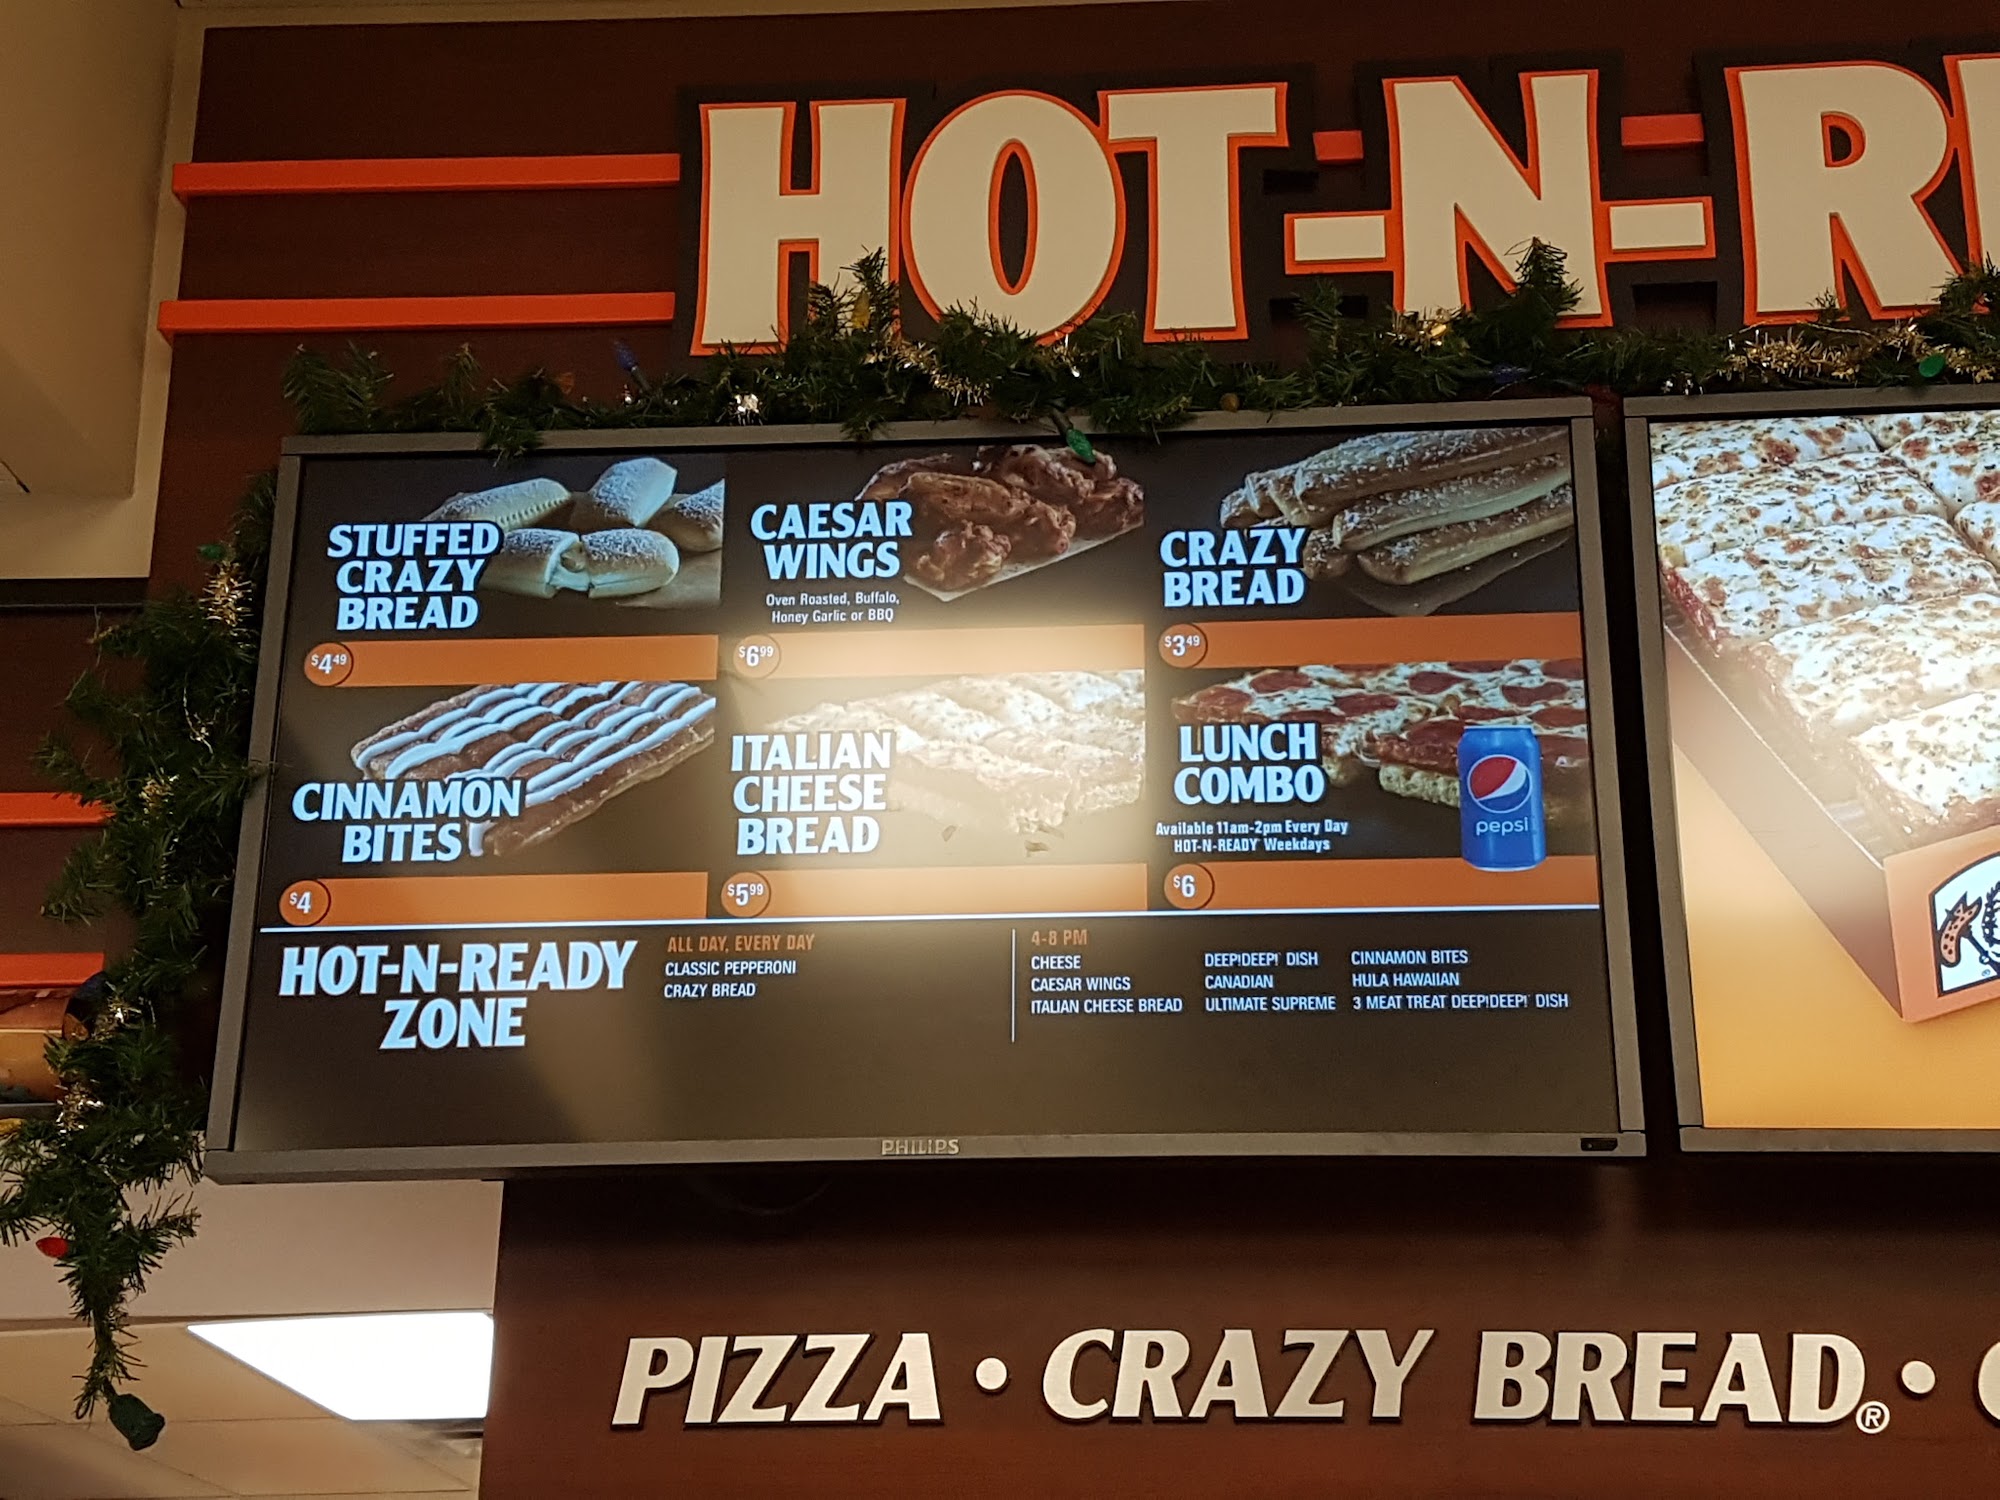 HOT-N-R
STUFFED
CRAZY
BREAD
$4 49
CAESAR
WINGS
Oven Roasted, Buffalo,
Honey Garlic or BBQ
$6 99
CRAZY
BREAD
$3 49
CINNAMON
BITES
$4
ITALIAN
CHEESE
BREAD
$5 99
LUNCH
COMBO
Available 11am-2pm Every Day
HOT-N-READY Weekdays
$6
pepsi
HOT-N-READY
ZONE
ALL DAY, EVERY DAY
CLASSIC PEPPERONI
CRAZY BREAD
4-8 PM
CHEESE
CAESAR WINGS
ITALIAN CHEESE BREAD
DEEP!DEEP! DISH
CANADIAN
ULTIMATE SUPREME
CINNAMON BITES
HULA HAWAIIAN
3 MEAT TREAT DEEP!DEEP! DISH
PHILIPS
PIZZA • CRAZY BREAD® •